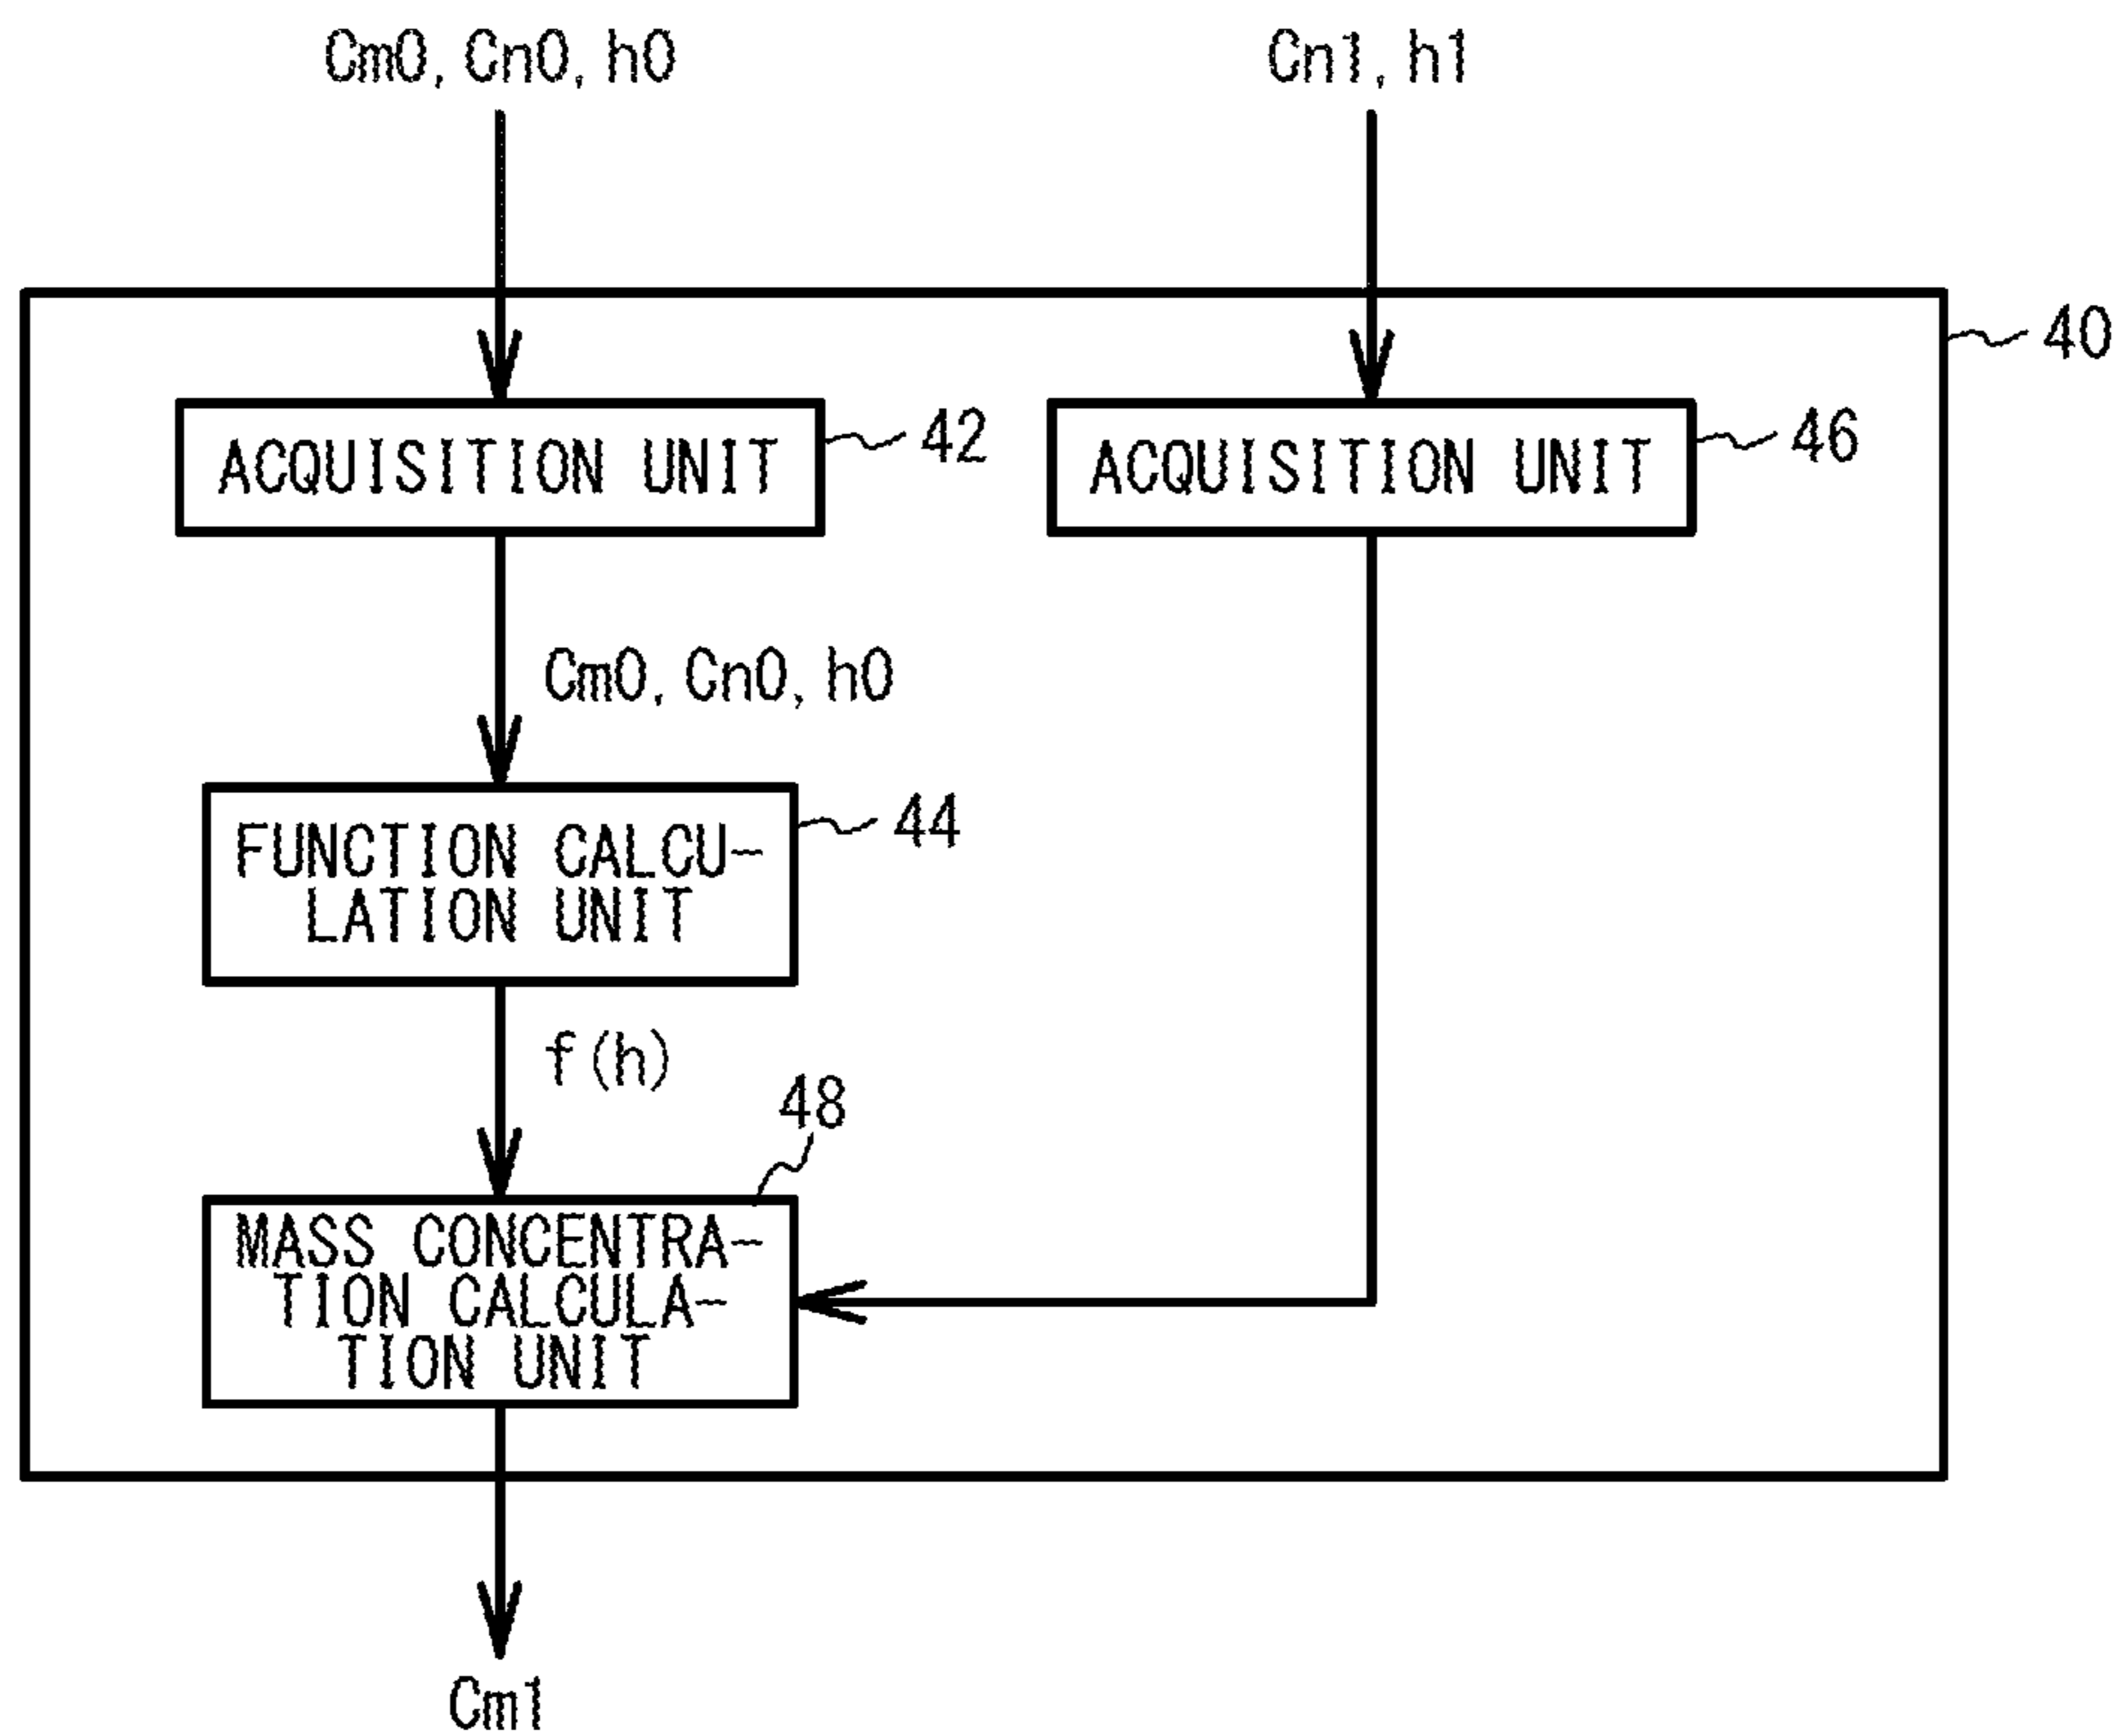 Cm0, Cn0, h0
Cn1, h1
40
ACQUISITION UNIT
42
ACQUISITION UNIT
46
Cm0, Cn0, h0
FUNCTION CALCU-
LATION UNIT
44
f(h)
48
MASS CONCENTRA-
TION CALCULA-
TION UNIT
Cm1